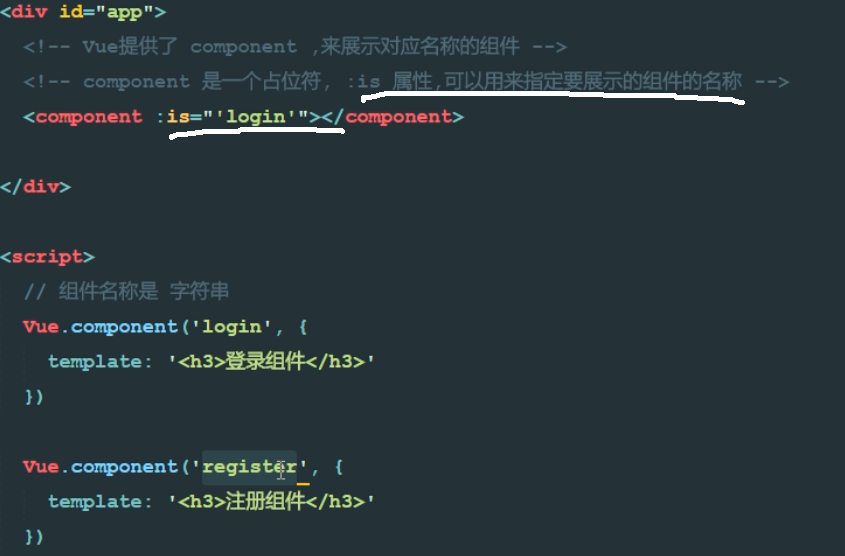 <div id="app">
<!-- Vue提供了 component ,来展示对应名称的组件 -->
<!-- component 是一个占位符, :is 属性,可以用来指定要展示的组件的名称 -->
<component :is="'login'"></component>
</div>
<script>
// 组件名称是 字符串
Vue.component('login', {
template: '<h3>登录组件</h3>'
})
Vue.component('register', {
template: '<h3>注册组件</h3>'
})